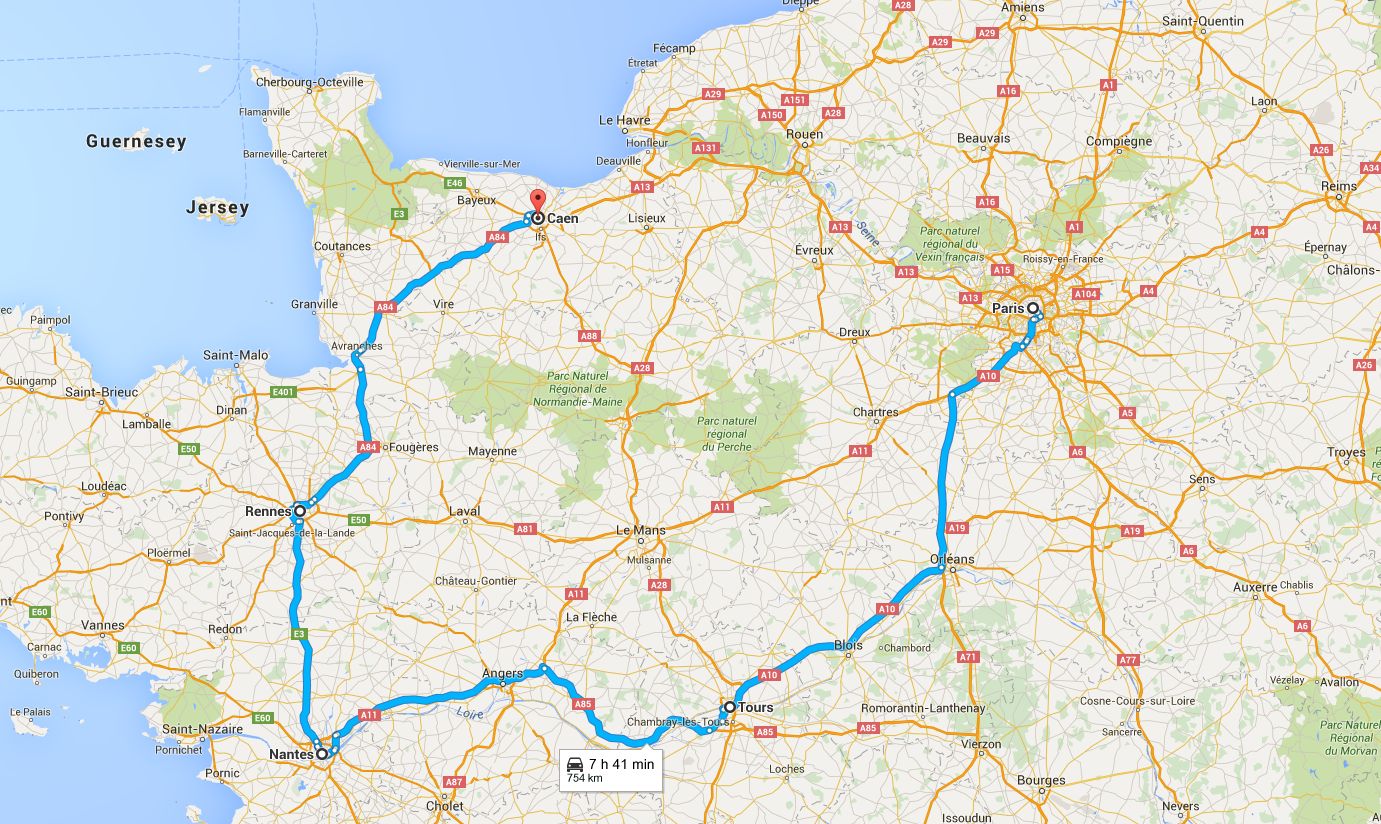 Dieppe
A28
Amiens
Saint-Quentin
A29
A29
Fécamp
Étretat
Cherbourg-Octeville
A1
A16
A29
A151
A28
A150
Laon
Flamanville
Le Havre
Rouen
Guernesey
Honfleur
Beauvais
Compiègne
A131
A26
Barneville-Carteret
Deauville
Vierville-sur-Mer
A34
E46
A13
Reims
Bayeux
A16
Jersey
E3
Caen
Lisieux
A13
Seine
A1
A4
A4
Ifs
A84
Parc naturel
régional du
Vexin français
Coutances
Évreux
Épernay
Roissy-en-France
A13
A15
Châlons-
A4
A104
A13
Granville
A84
Vire
Paris
ec
Paimpol
A88
Dreux
Avranches
Saint-Malo
A28
A26
A10
Guingamp
Parc Naturel
Régional de
Normandie-Maine
Saint-Brieuc
E401
Dinan
Chartres
A5
Lamballe
Parc naturel
régional
du Perche
A84
Fougères
E50
Mayenne
A11
A6
Troyes
Loudéac
Sens
Rennes
Laval
A11
Pontivy
E50
A81
Le Mans
A19
A19
Saint-Jacques-de-la-Lande
Ploërmel
Mulsanne
A6
Orléans
Château-Gontier
A28
Auxerre
Chablis
A11
nt
E60
A10
La Flèche
Vannes
Redon
E3
A6
Carnac
E60
Blois
Chambord
A71
A77
Quiberon
Angers
A10
Vézelay
Avallon
Le Palais
A85
Tours
Romorantin-Lanthenay
Cosne-Cours-sur-Loire
E60
A11
Loire
Chambray-lès-Tours
Saint-Nazaire
A85
A85
Sancerre
Parc naturel
régional
du Morvan
Pornichet
Vierzon
Nantes
7 h 41 min
754 km
Pornic
Loches
A87
Bourges
Cholet
Nevers
Issoudun